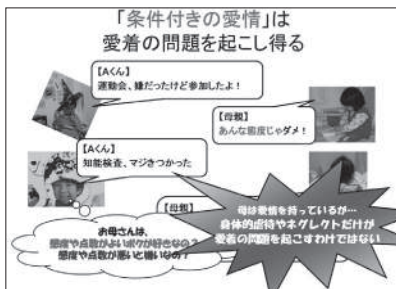 「条件付きの愛情」は
愛着の問題を起こし得る
【Aくん】
運動会、嫌だったけど参加したよ！
【母親】
あんな態度じゃダメ！
【Aくん】
知能検査、マジきつかった
【母親】
母は愛情を持っているが…
身体的虐待やネグレクトだけが
愛着の問題を起こすわけではない
お母さんは、
態度や点数がよいボクが好きなの？
態度や点数が悪いと嫌いなの？